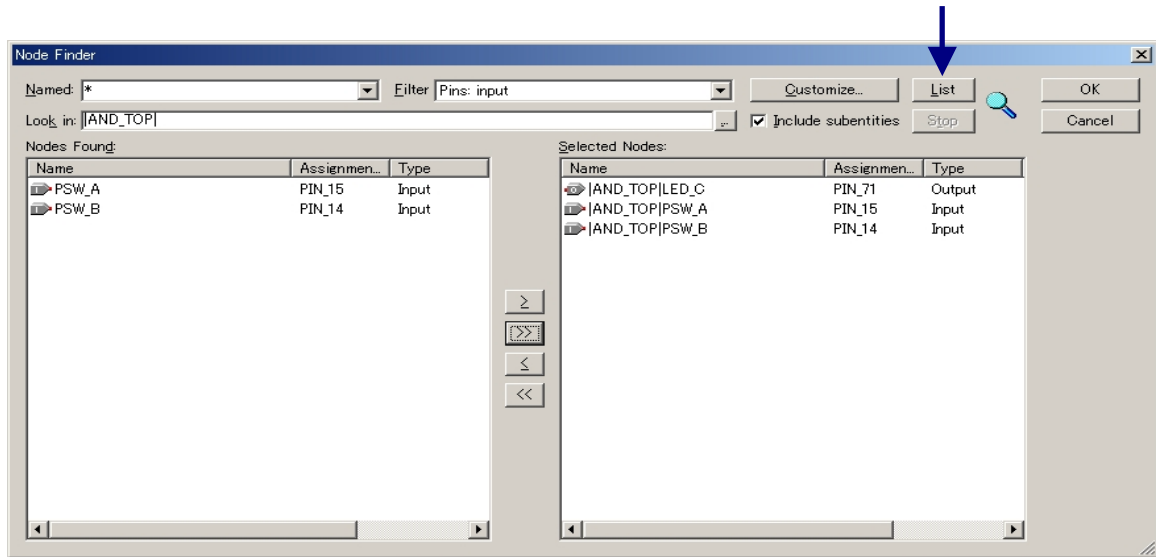 Node Finder
Named: * Filter Pins: input Customize... List OK
Look in: |AND_TOP| ... Include subentities Stop Cancel
Nodes Found: Selected Nodes:
Name Assignmen... Type Name Assignmen... Type
PSW_A PIN_15 Input |AND_TOP|LED_C PIN_71 Output
PSW_B PIN_14 Input |AND_TOP|PSW_A PIN_15 Input
|AND_TOP|PSW_B PIN_14 Input
≥
>>
≤
<<